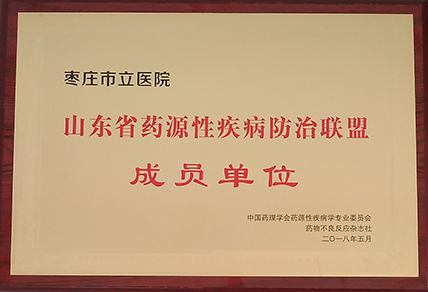 枣庄市立医院
山东省药源性疾病防治联盟
成员单位
中国药理学会药源性疾病学专业委员会
药物不良反应杂志社
二〇一八年五月